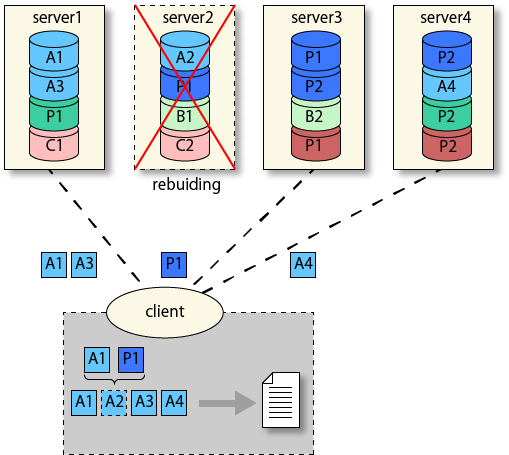 server1
server2
server3
server4
A1
A2
P1
P2
A3
P1
P2
A4
P1
B1
B2
P2
C1
C2
P1
P2
rebuiding
A1 A3
P1
A4
client
A1 P1
A1 A2 A3 A4